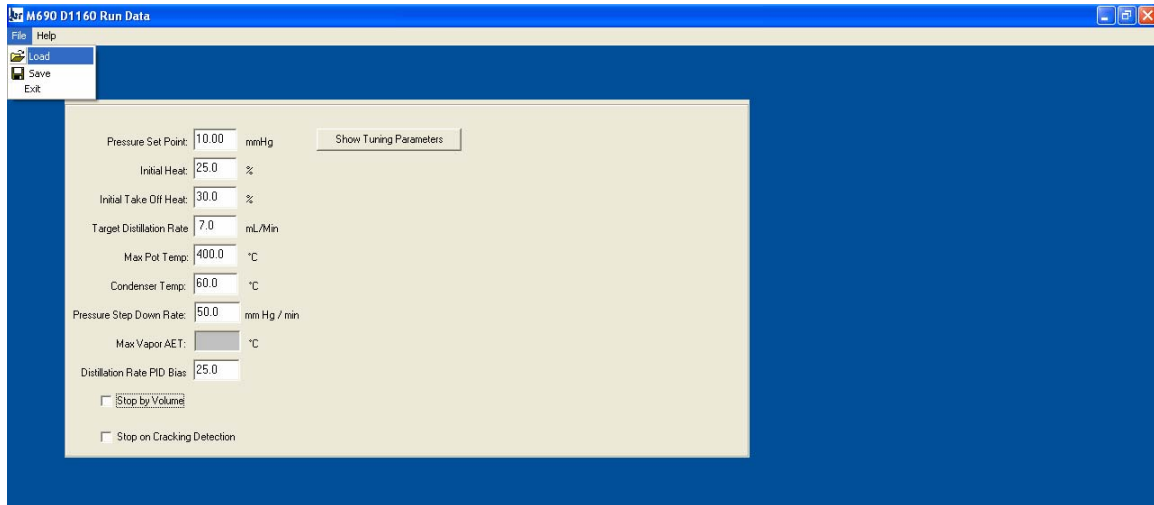 M690 D1160 Run Data
File Help
Load
Save
Exit
Pressure Set Point: 10.00 mmHg Show Tuning Parameters
Initial Heat: 25.0 %
Initial Take Off Heat: 30.0 %
Target Distillation Rate 7.0 mL/Min
Max Pot Temp: 400.0 °C
Condenser Temp: 60.0 °C
Pressure Step Down Rate: 50.0 mm Hg / min
Max Vapor AET: °C
Distillation Rate PID Bias 25.0
Stop by Volume
Stop on Cracking Detection